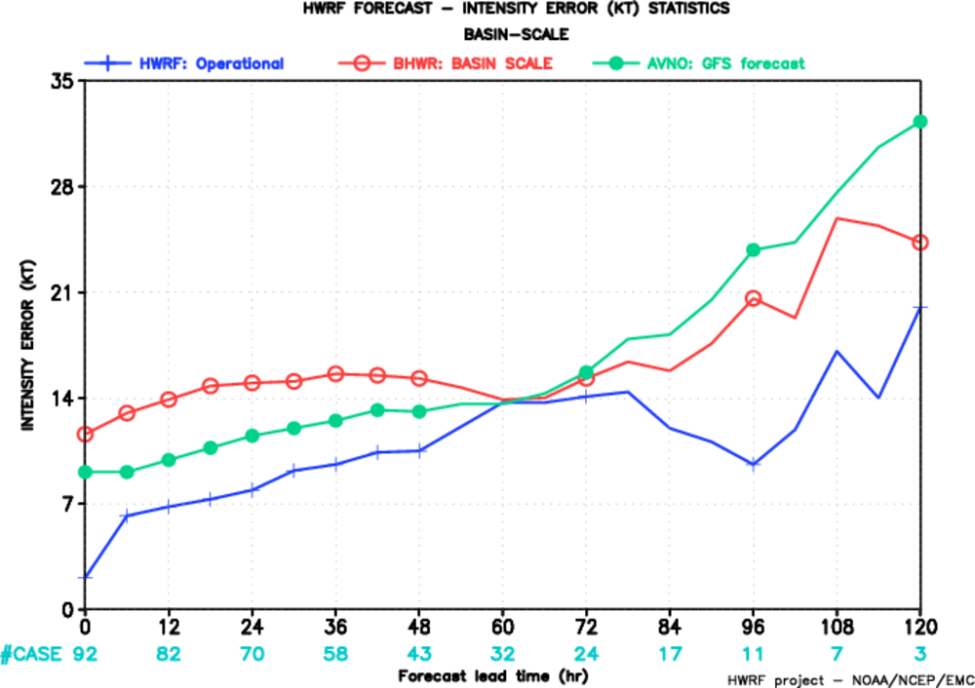 HWRF FORECAST – INTENSITY ERROR (KT) STATISTICS
BASIN–SCALE
HWRF: Operational BHWR: BASIN SCALE AVNO: GFS forecast
35
28
21
14
7
0
INTENSITY ERROR (KT)
0 12 24 36 48 60 72 84 96 108 120
#CASE 92 82 70 58 43 32 24 17 11 7 3
Forecast lead time (hr)
HWRF project – NOAA/NCEP/EMC